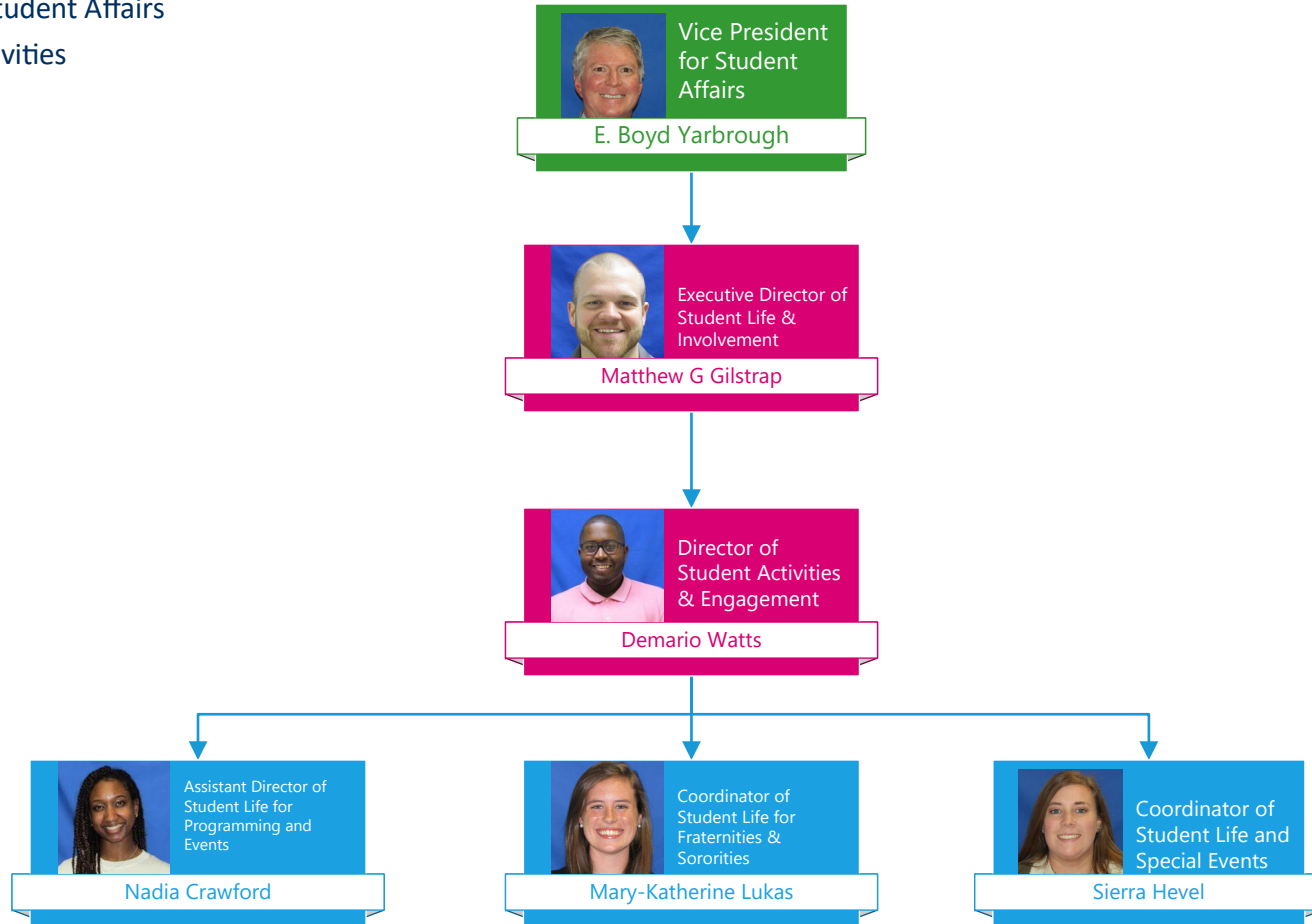 tudent Affairs
vities
Vice President
for Student
Affairs
E. Boyd Yarbrough
Executive Director of
Student Life &
Involvement
Matthew G Gilstrap
Director of
Student Activities
& Engagement
Demario Watts
Assistant Director of
Student Life for
Programming and
Events
Nadia Crawford
Coordinator of
Student Life for
Fraternities &
Sororities
Mary-Katherine Lukas
Coordinator of
Student Life and
Special Events
Sierra Hevel